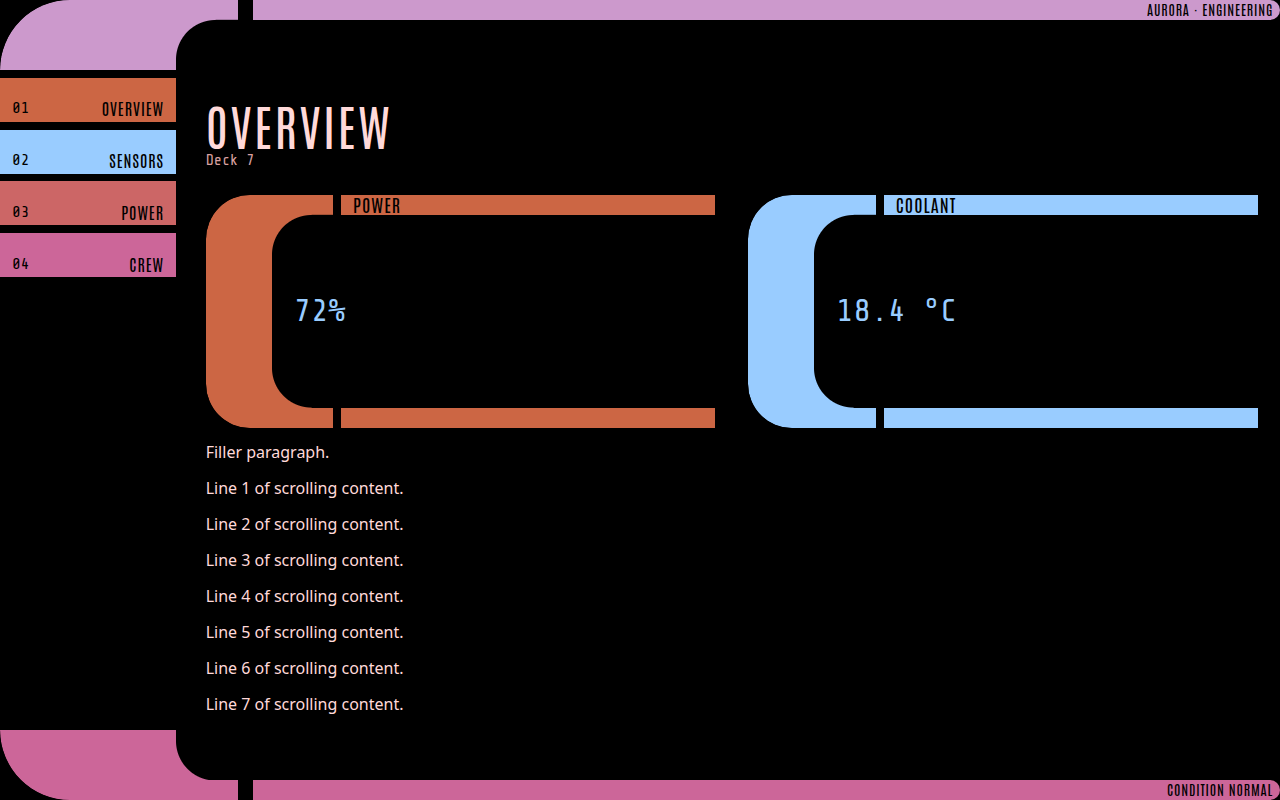 AURORA · ENGINEERING
01 OVERVIEW
02 SENSORS
03 POWER
04 CREW
OVERVIEW
Deck 7
POWER
72%
COOLANT
18.4 °C
Filler paragraph.
Line 1 of scrolling content.
Line 2 of scrolling content.
Line 3 of scrolling content.
Line 4 of scrolling content.
Line 5 of scrolling content.
Line 6 of scrolling content.
Line 7 of scrolling content.
CONDITION NORMAL